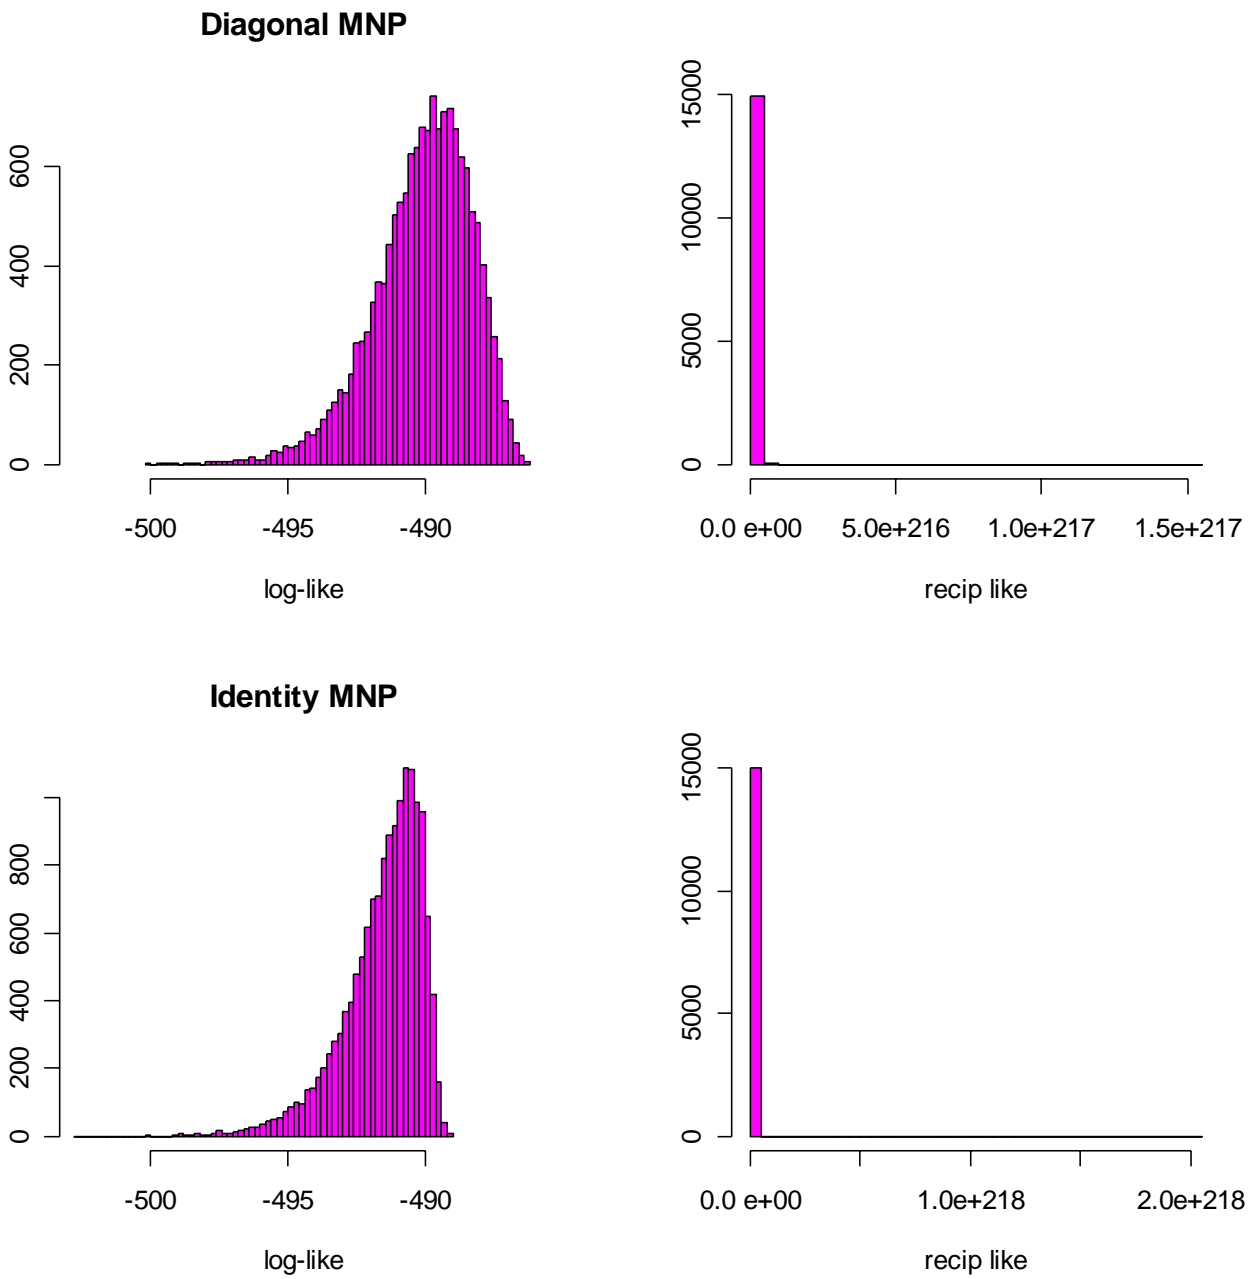 Diagonal MNP
0 200 400 600
-500 -495 -490
log-like
0 5000 10000 15000
0.0 e+00 5.0e+216 1.0e+217 1.5e+217
recip like
Identity MNP
0 200 400 600 800
-500 -495 -490
log-like
0 5000 10000 15000
0.0 e+00 1.0e+218 2.0e+218
recip like